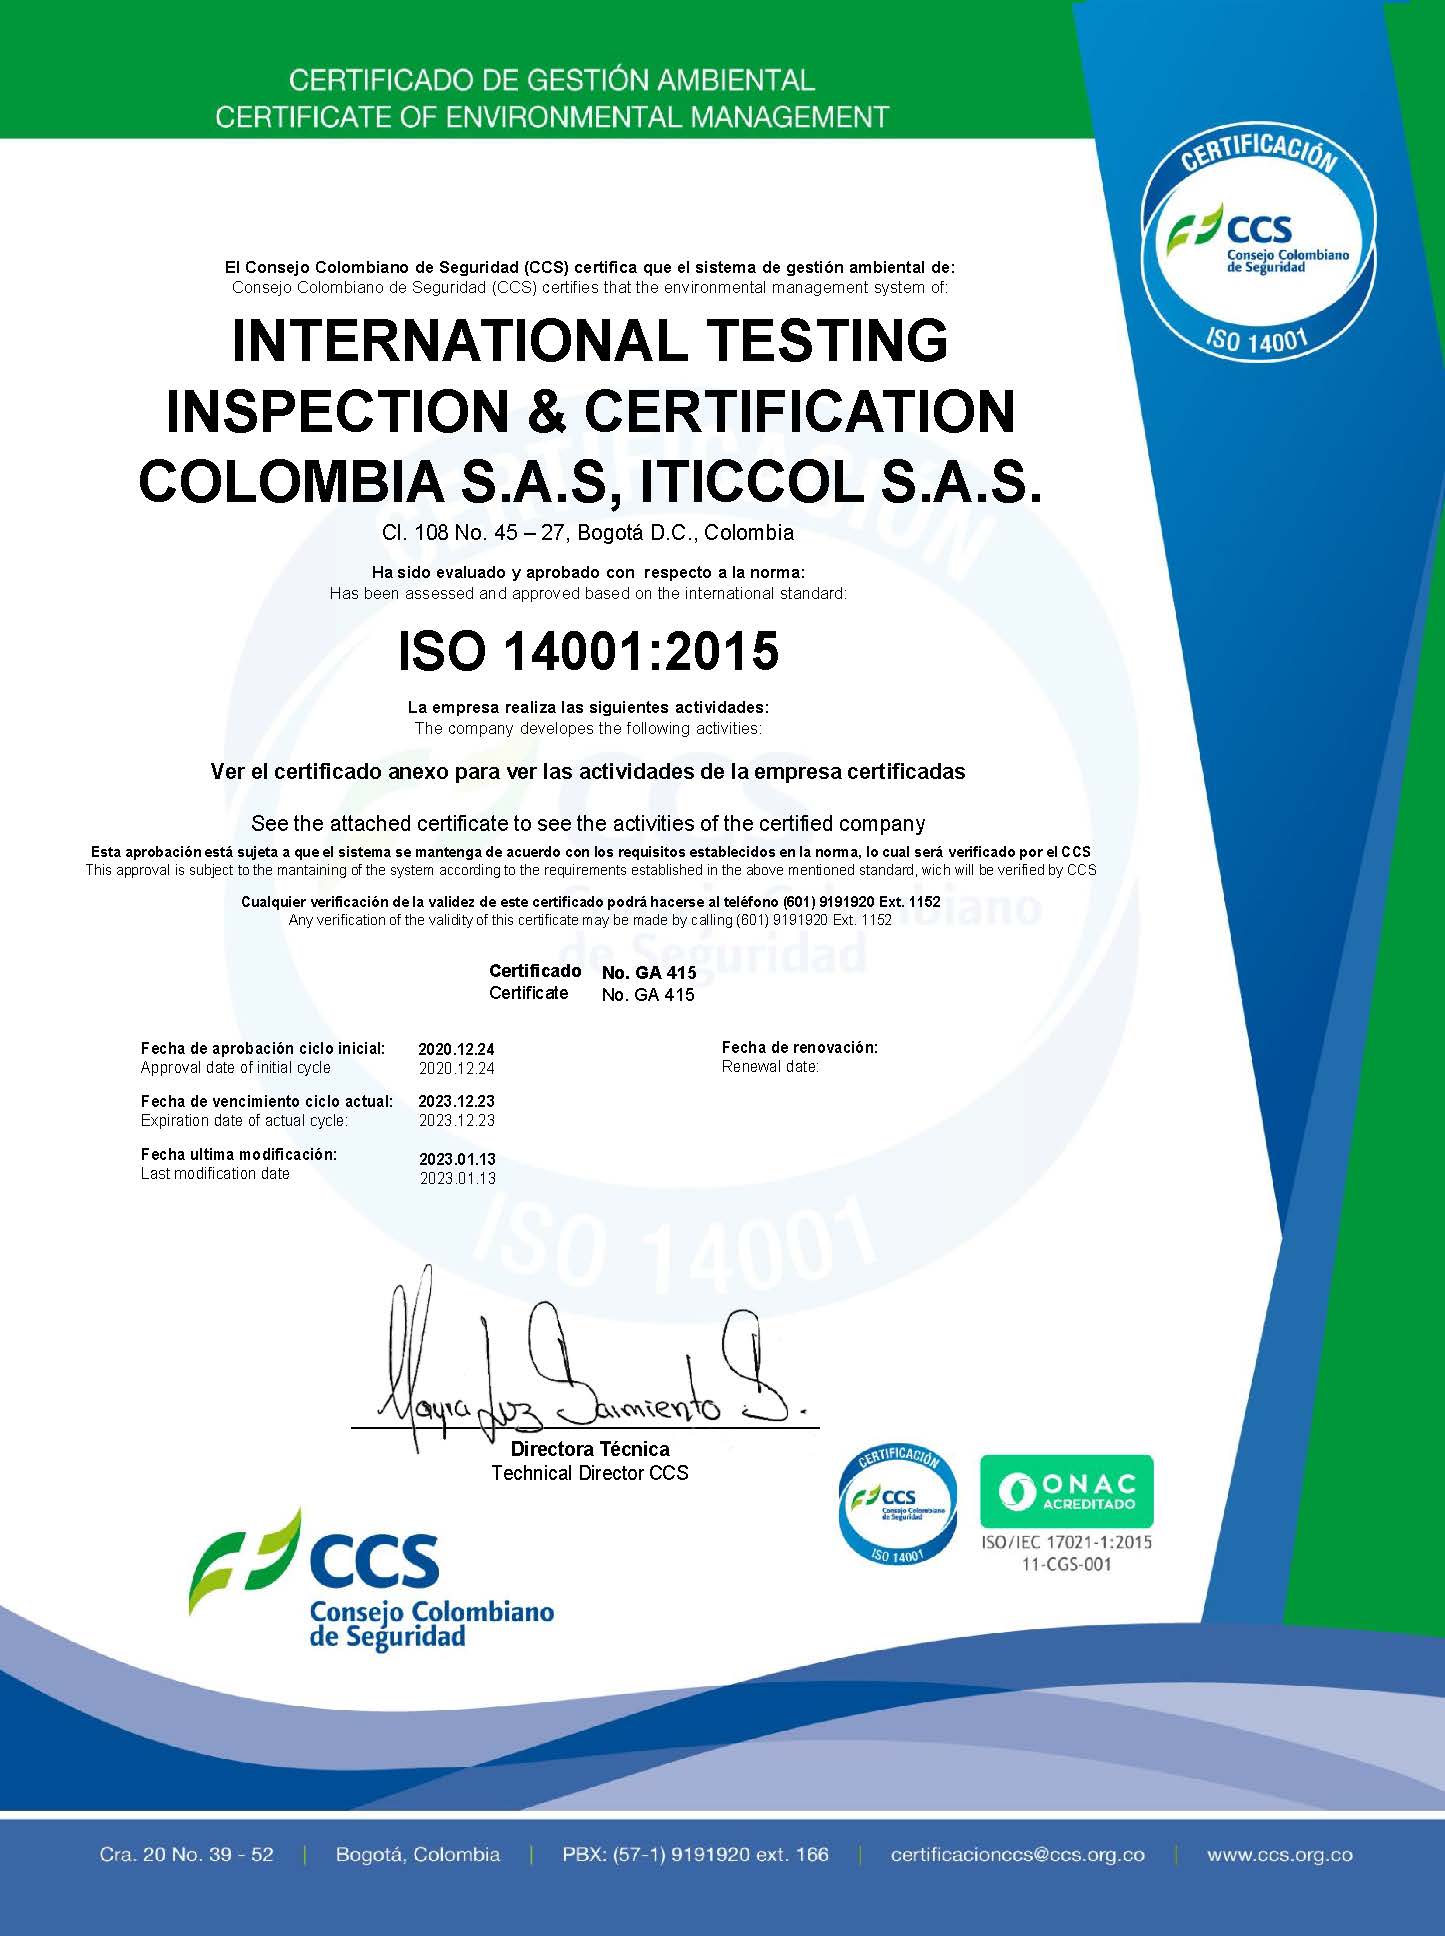 CERTIFICADO DE GESTIÓN AMBIENTAL
CERTIFICATE OF ENVIRONMENTAL MANAGEMENT
CERTIFICACIÓN
CCS
Consejo Colombiano
de Seguridad
ISO 14001
El Consejo Colombiano de Seguridad (CCS) certifica que el sistema de gestión ambiental de:
Consejo Colombiano de Seguridad (CCS) certifies that the environmental management system of:
INTERNATIONAL TESTING
INSPECTION & CERTIFICATION
COLOMBIA S.A.S, ITICCOL S.A.S.
Cl. 108 No. 45 – 27, Bogotá D.C., Colombia
Ha sido evaluado y aprobado con respecto a la norma:
Has been assessed and approved based on the international standard:
ISO 14001:2015
La empresa realiza las siguientes actividades:
The company developes the following activities:
Ver el certificado anexo para ver las actividades de la empresa certificadas
See the attached certificate to see the activities of the certified company
Esta aprobación está sujeta a que el sistema se mantenga de acuerdo con los requisitos establecidos en la norma, lo cual será verificado por el CCS
This approval is subject to the mantaining of the system according to the requirements established in the above mentioned standard, wich will be verified by CCS
Cualquier verificación de la validez de este certificado podrá hacerse al teléfono (601) 9191920 Ext. 1152
Any verification of the validity of this certificate may be made by calling (601) 9191920 Ext. 1152
CERTIFICACIÓN
CCS
Consejo Colombiano
de Seguridad
ISO 14001
Certificado No. GA 415
Certificate No. GA 415
Fecha de aprobación ciclo inicial: 2020.12.24 Fecha de renovación:
Approval date of initial cycle 2020.12.24 Renewal date:
Fecha de vencimiento ciclo actual: 2023.12.23
Expiration date of actual cycle: 2023.12.23
Fecha ultima modificación: 2023.01.13
Last modification date 2023.01.13
Mayra Luz Sarmiento S.
Directora Técnica
Technical Director CCS
CERTIFICACIÓN
CCS
Consejo Colombiano
de Seguridad
ISO 14001
ONAC
ACREDITADO
ISO/IEC 17021-1:2015
11-CGS-001
CCS
Consejo Colombiano
de Seguridad
Cra. 20 No. 39 - 52 | Bogotá, Colombia | PBX: (57-1) 9191920 ext. 166 | certificacionccs@ccs.org.co | www.ccs.org.co